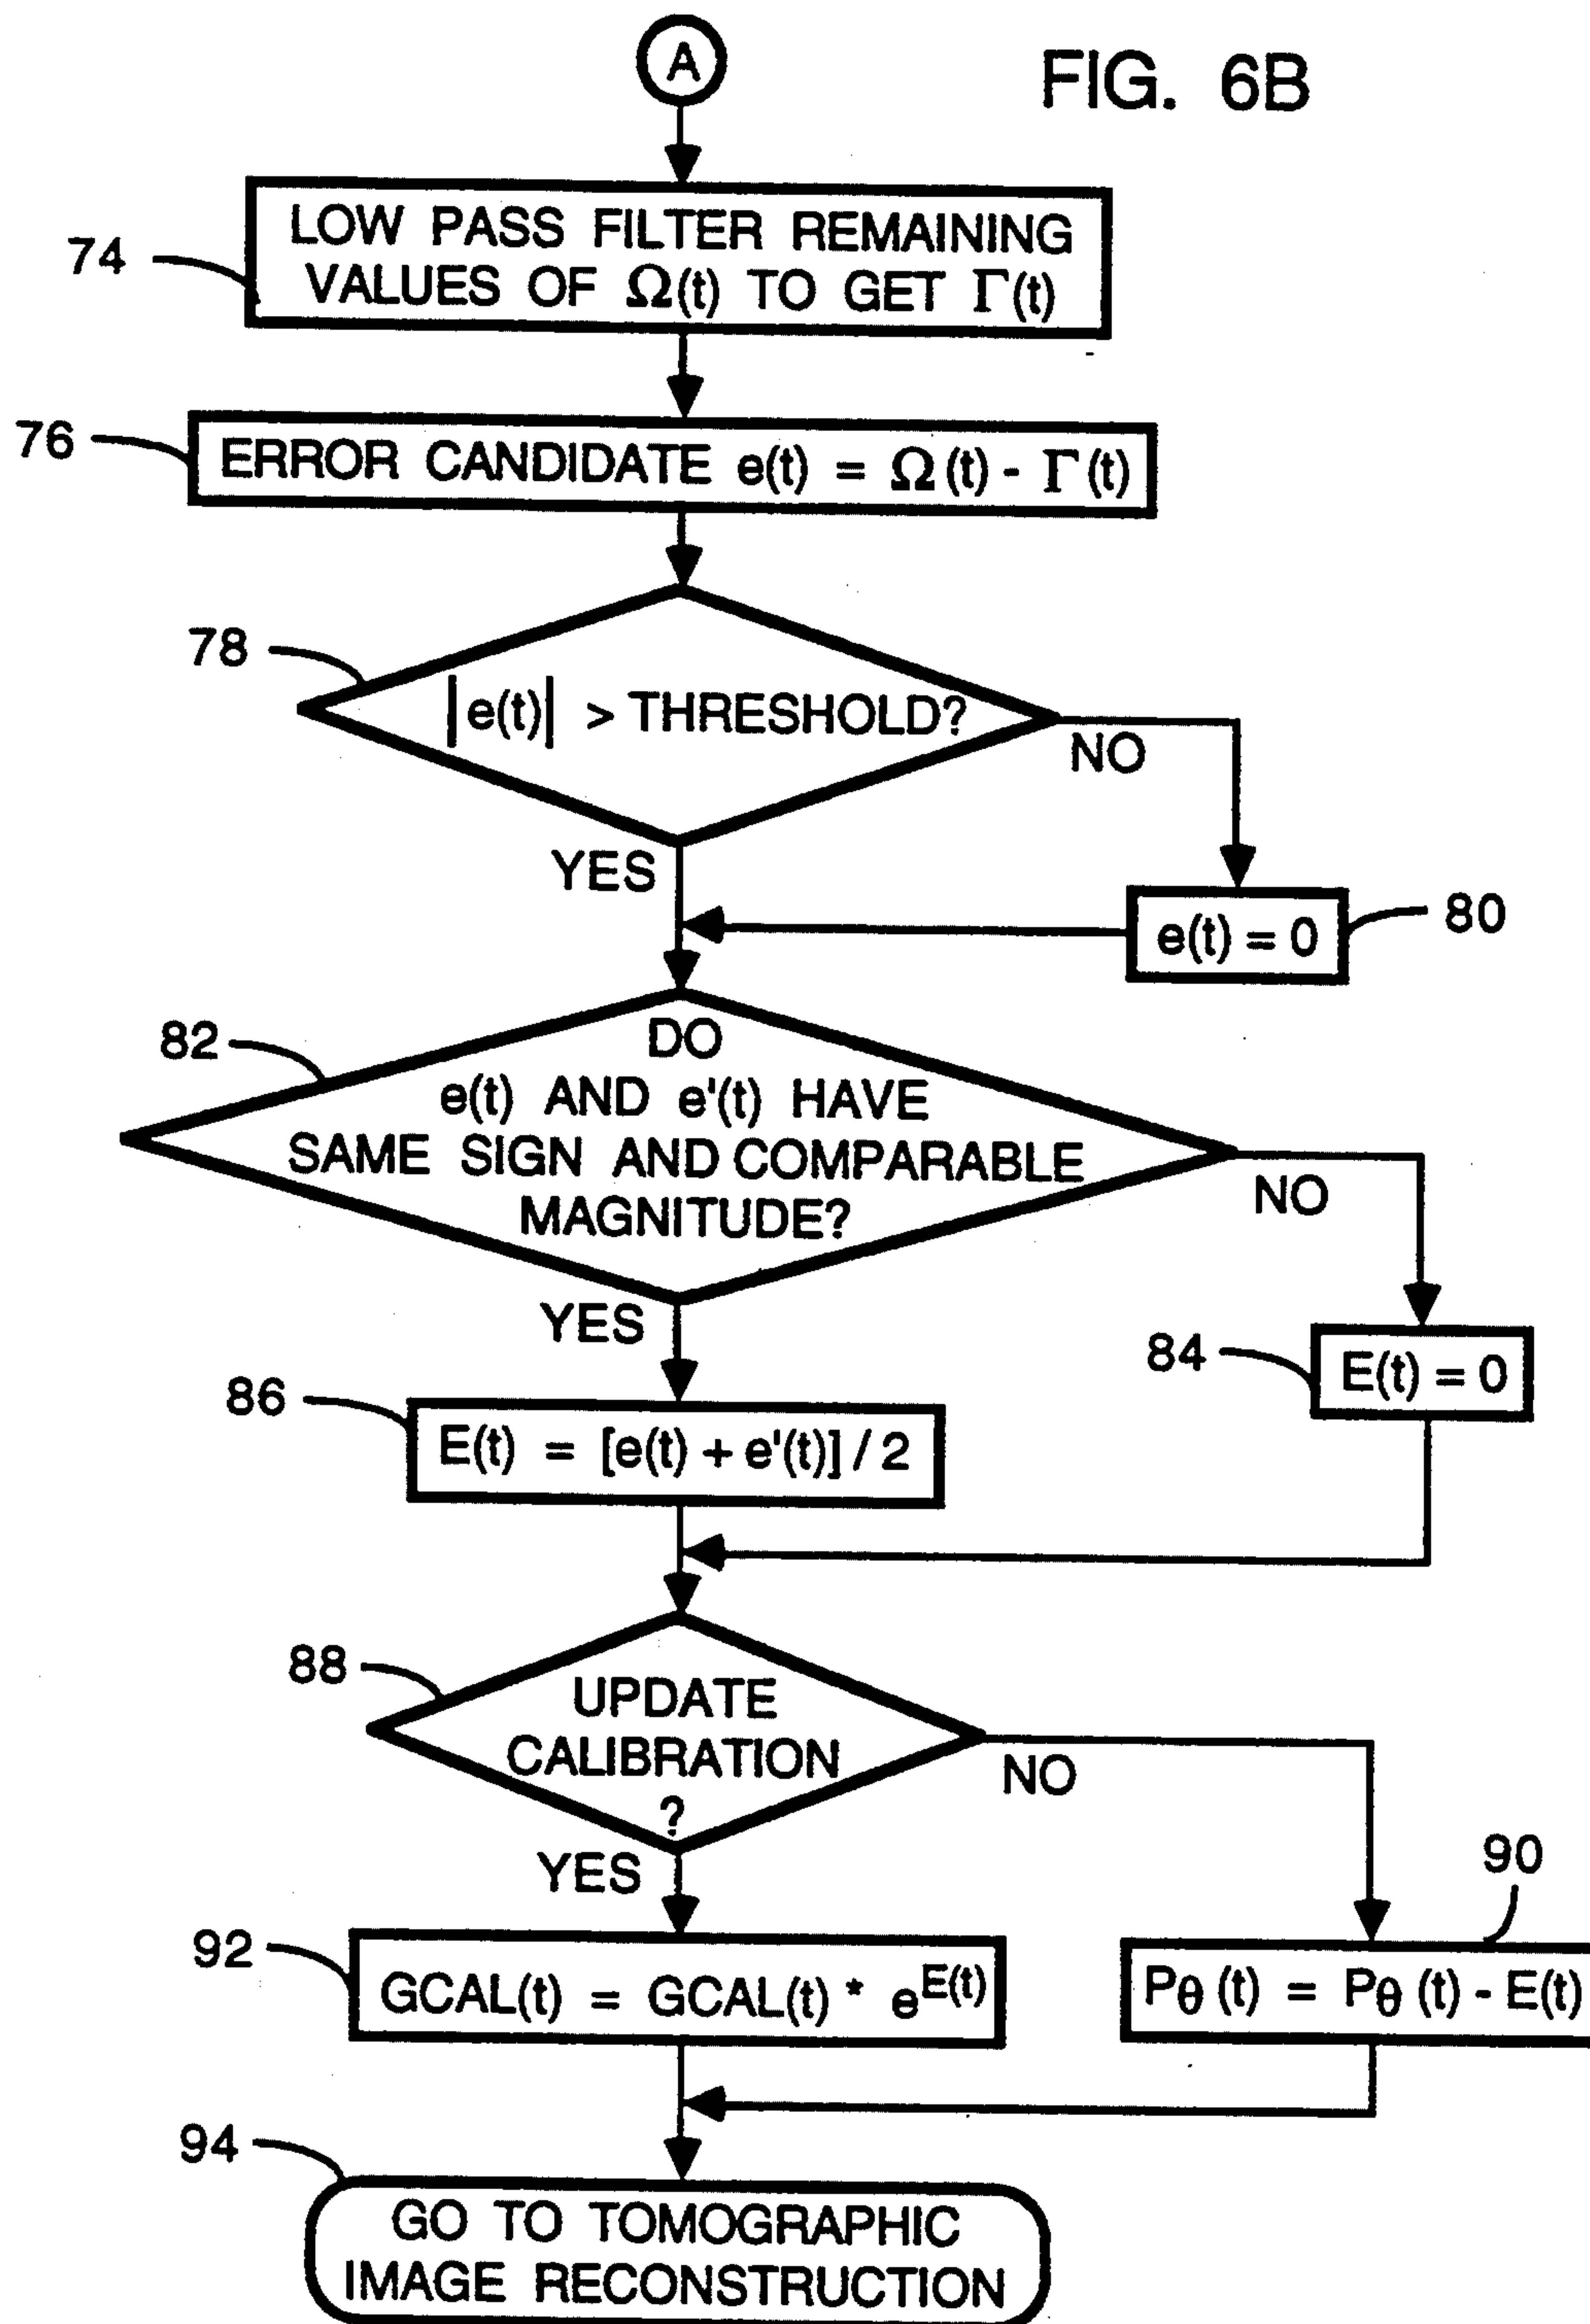 A
FIG. 6B
74
LOW PASS FILTER REMAINING
VALUES OF Ω(t) TO GET Γ(t)
76
ERROR CANDIDATE e(t) = Ω(t) - Γ(t)
78
|e(t)| > THRESHOLD?
NO
YES
e(t) = 0
80
82
DO
e(t) AND e'(t) HAVE
SAME SIGN AND COMPARABLE
MAGNITUDE?
NO
YES
84
E(t) = 0
86
E(t) = [e(t) + e'(t)] / 2
88
UPDATE
CALIBRATION
?
NO
YES
90
92
GCAL(t) = GCAL(t) * e^E(t)
Pθ (t) = Pθ (t) - E(t)
94
GO TO TOMOGRAPHIC
IMAGE RECONSTRUCTION